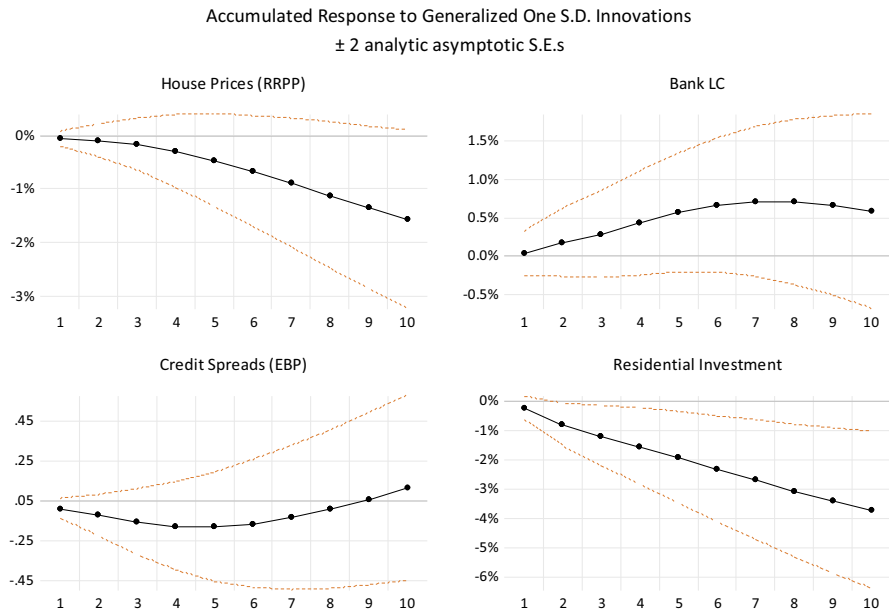 Accumulated Response to Generalized One S.D. Innovations
± 2 analytic asymptotic S.E.s
House Prices (RRPP)
0%
-1%
-2%
-3%
1 2 3 4 5 6 7 8 9 10
Bank LC
1.5%
1.0%
0.5%
0.0%
-0.5%
1 2 3 4 5 6 7 8 9 10
Credit Spreads (EBP)
.45
.25
.05
-.25
-.45
1 2 3 4 5 6 7 8 9 10
Residential Investment
0%
-1%
-2%
-3%
-4%
-5%
-6%
1 2 3 4 5 6 7 8 9 10